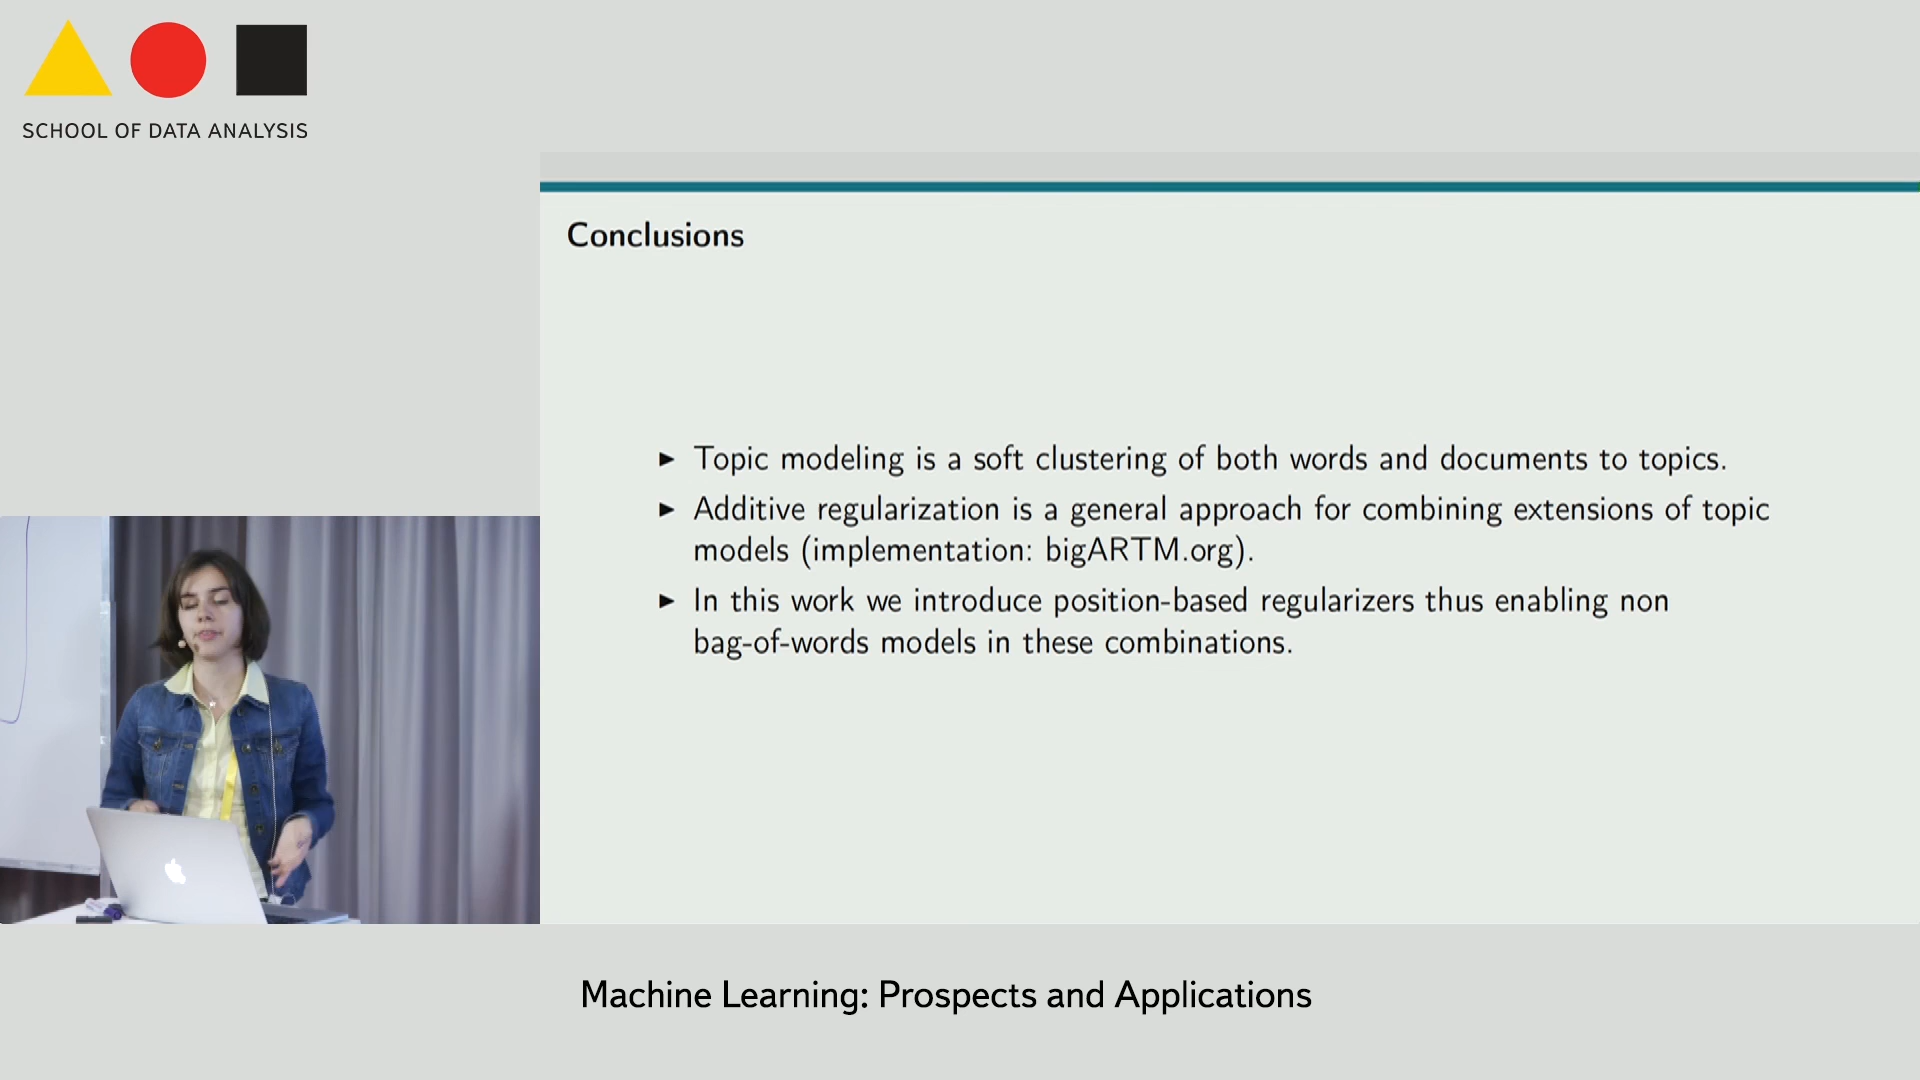 SCHOOL OF DATA ANALYSIS
Conclusions
► Topic modeling is a soft clustering of both words and documents to topics.
► Additive regularization is a general approach for combining extensions of topic
models (implementation: bigARTM.org).
► In this work we introduce position-based regularizers thus enabling non
bag-of-words models in these combinations.
Machine Learning: Prospects and Applications